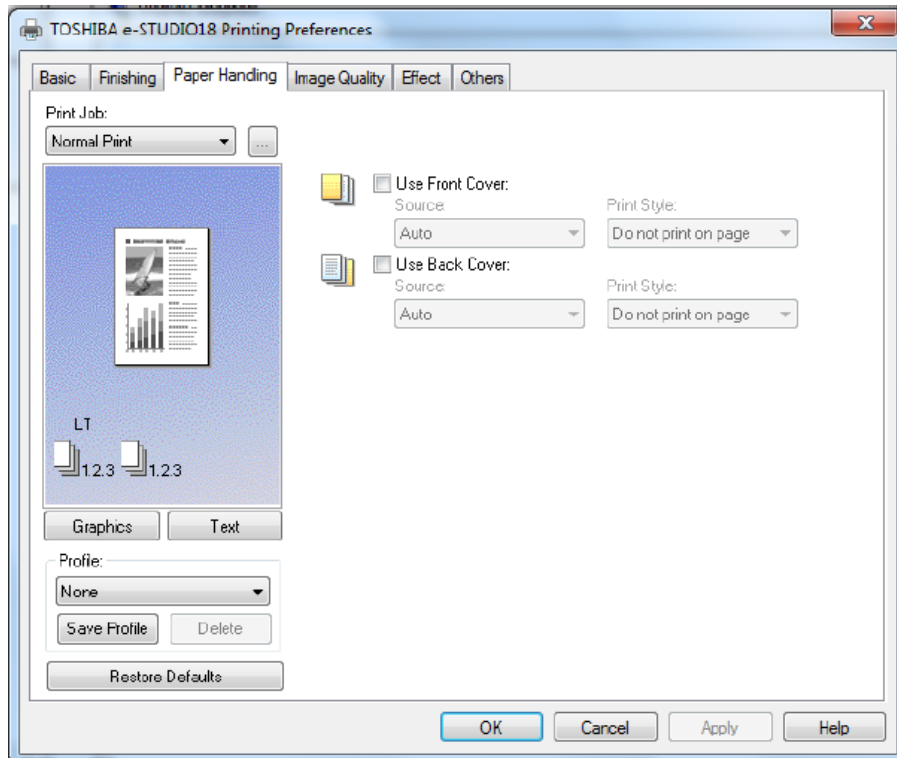 TOSHIBA e-STUDIO18 Printing Preferences
Basic Finishing Paper Handling Image Quality Effect Others
Print Job:
Normal Print ...
Use Front Cover:
Source: Print Style:
Auto Do not print on page
Use Back Cover:
Source: Print Style:
Auto Do not print on page
LT
1.2.3 1.2.3
Graphics Text
Profile:
None
Save Profile Delete
Restore Defaults
OK Cancel Apply Help